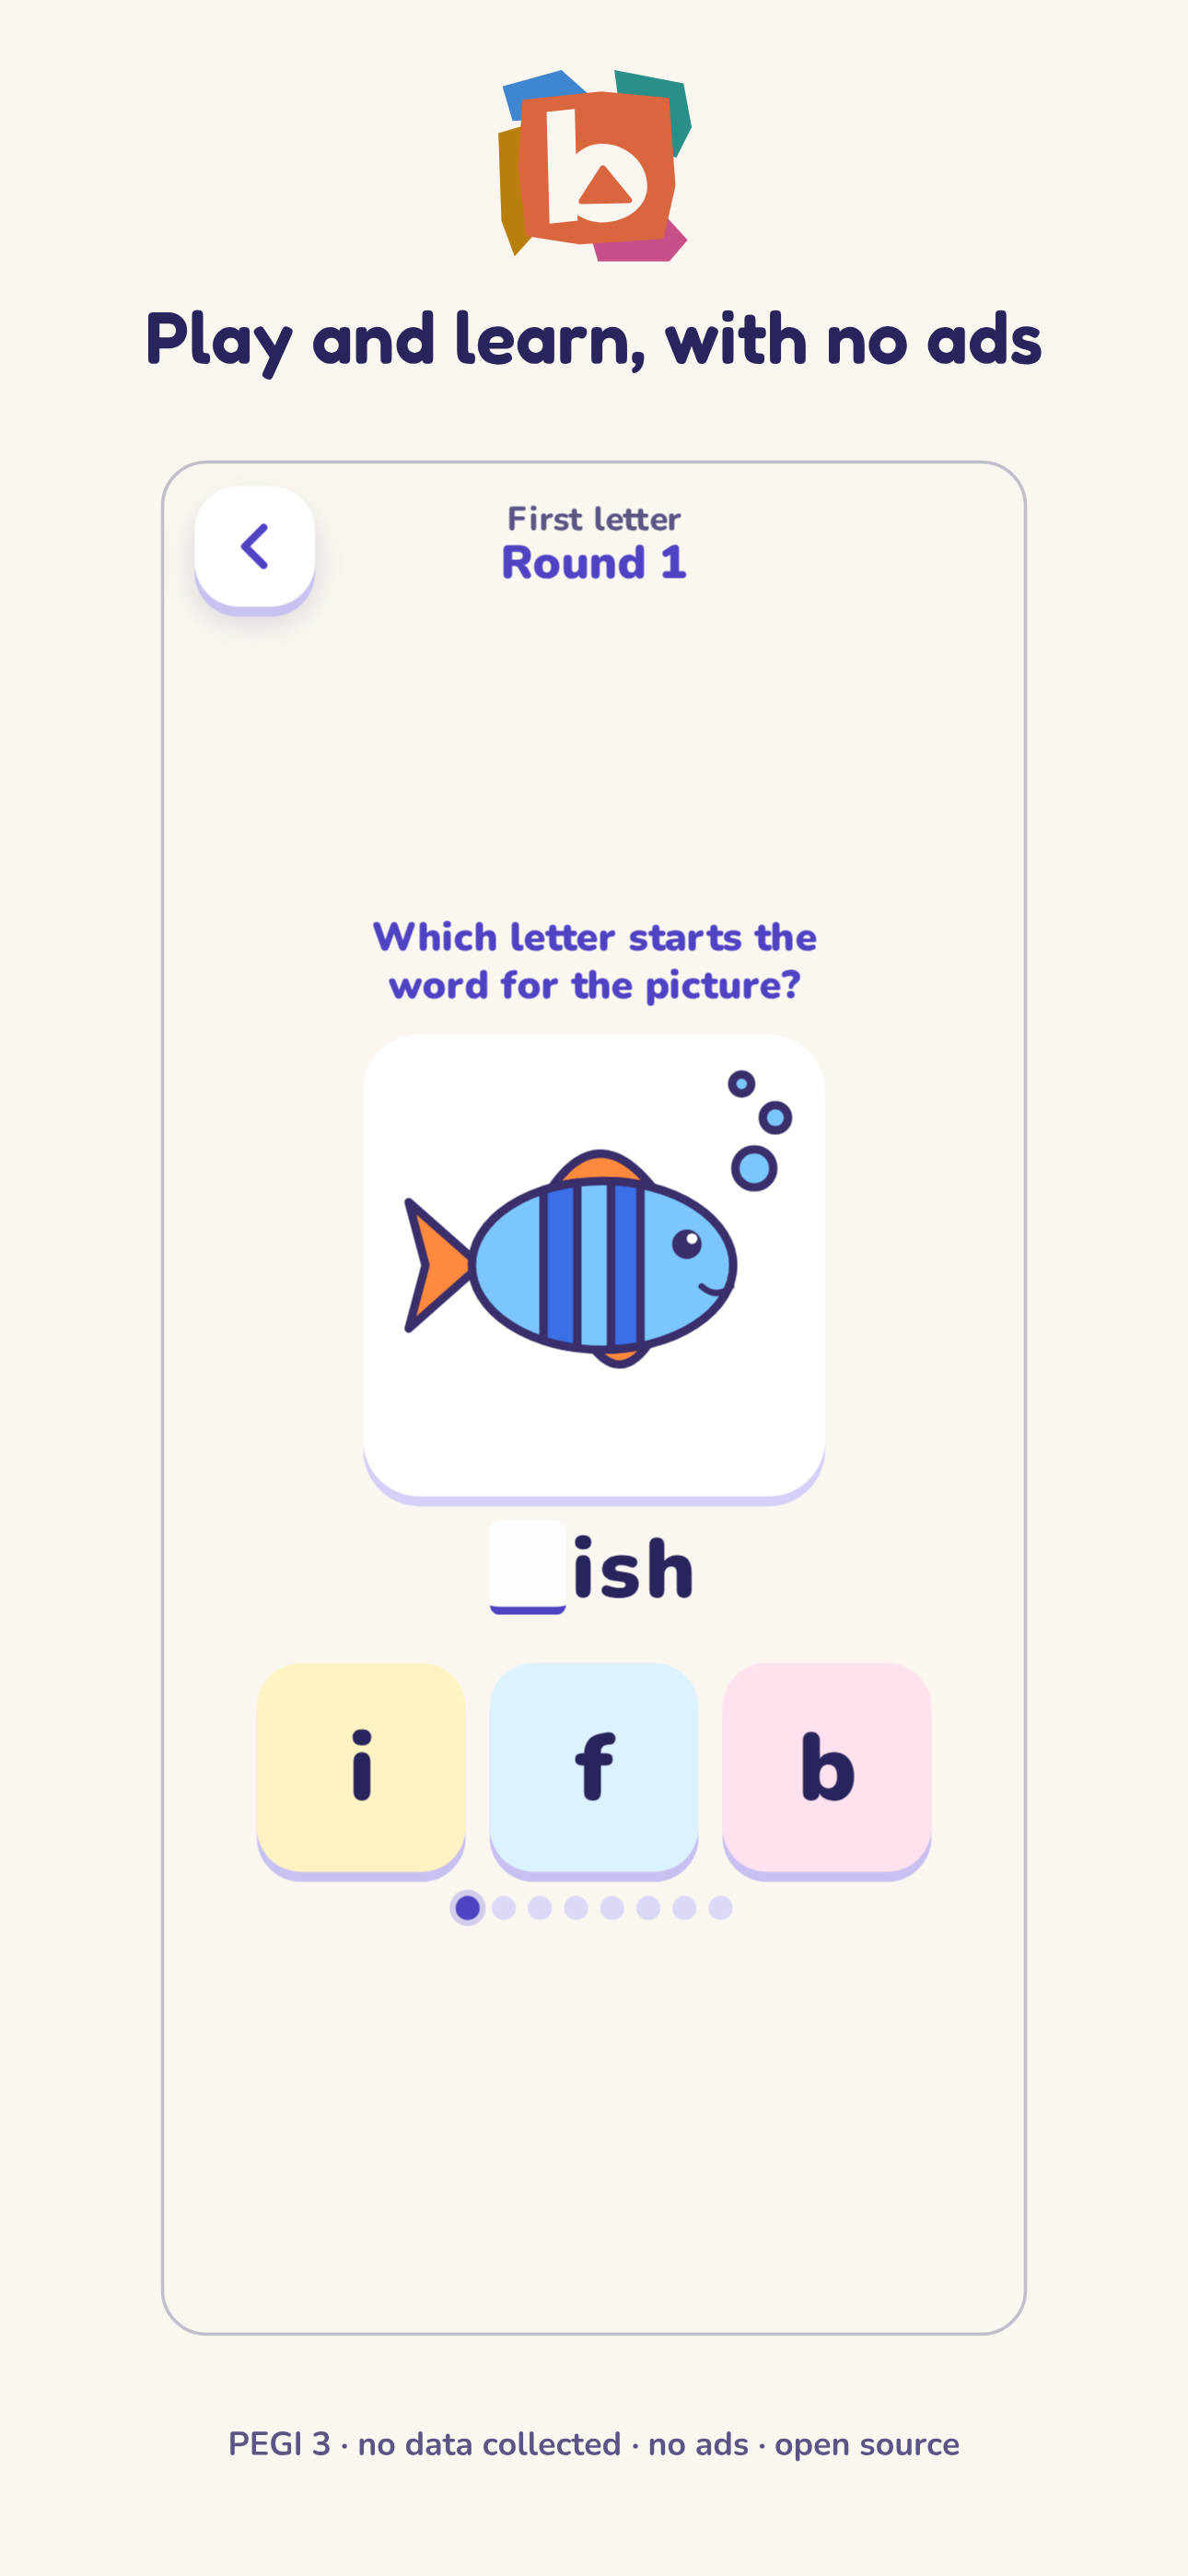 b
Play and learn, with no ads
First letter
Round 1
Which letter starts the
word for the picture?
ish
i f b
PEGI 3 · no data collected · no ads · open source